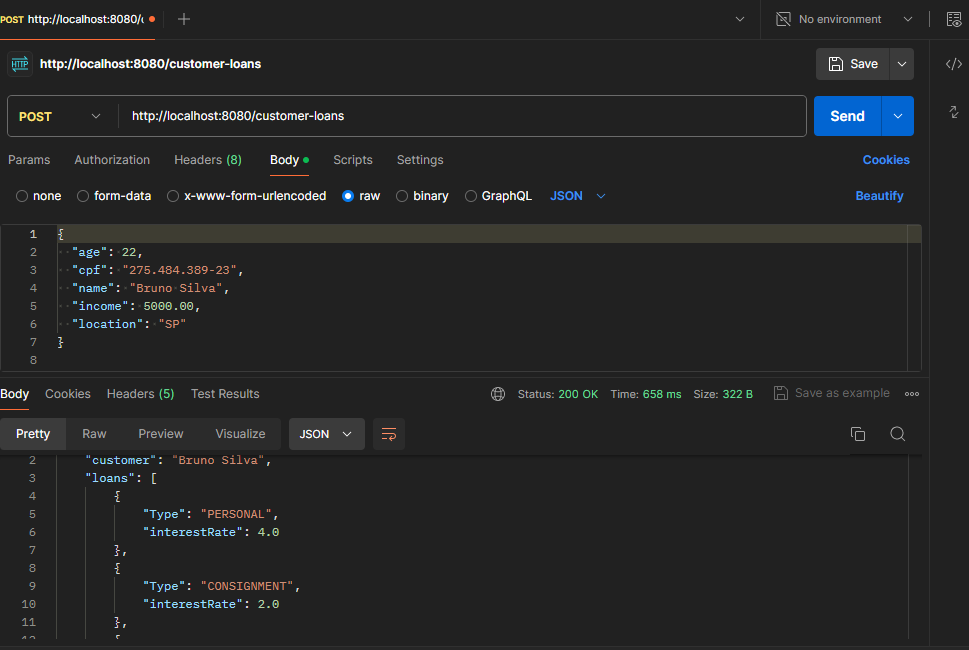 POST http://localhost:8080/c
No environment
HTTP http://localhost:8080/customer-loans
Save
POST http://localhost:8080/customer-loans
Send
Params Authorization Headers (8) Body Scripts Settings Cookies
none form-data x-www-form-urlencoded raw binary GraphQL JSON Beautify
1 {
2 "age": 22,
3 "cpf": "275.484.389-23",
4 "name": "Bruno Silva",
5 "income": 5000.00,
6 "location": "SP"
7 }
8
Body Cookies Headers (5) Test Results Status: 200 OK Time: 658 ms Size: 322 B Save as example
Pretty Raw Preview Visualize JSON
2 "customer": "Bruno Silva",
3 "loans": [
4 {
5 "Type": "PERSONAL",
6 "interestRate": 4.0
7 },
8 {
9 "Type": "CONSIGNMENT",
10 "interestRate": 2.0
11 },
12 {